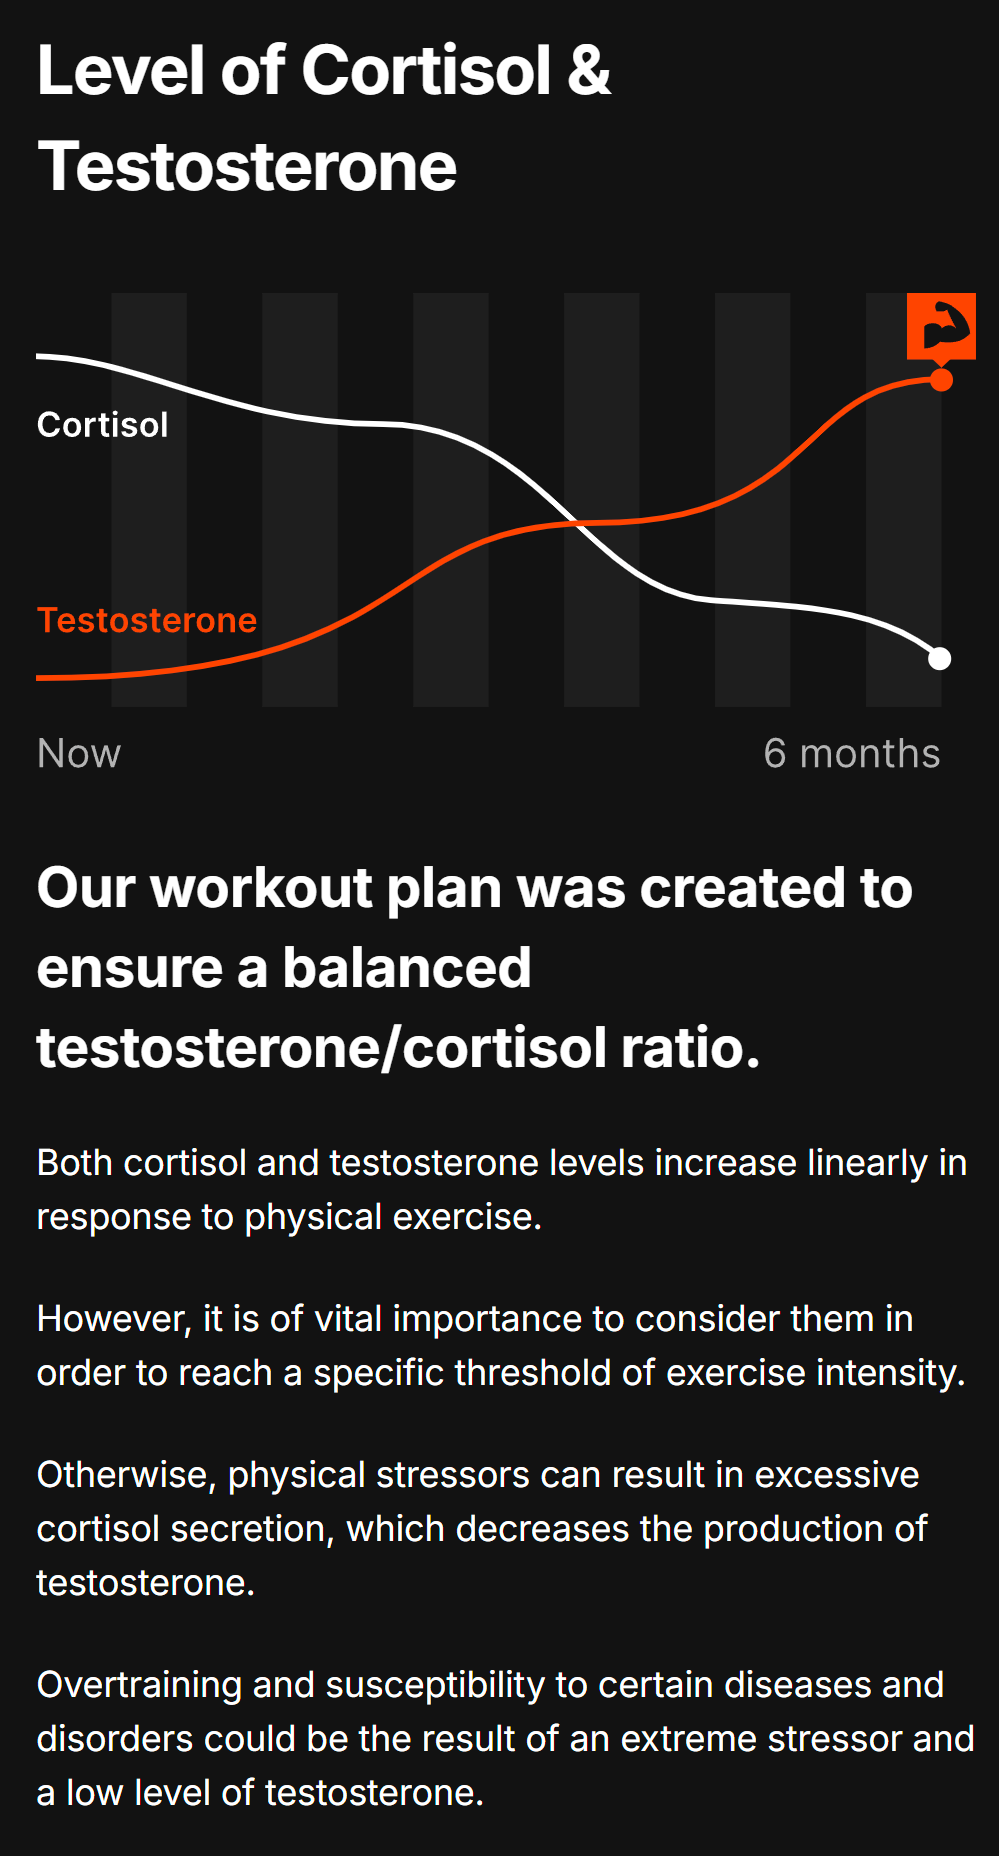 Level of Cortisol &
Testosterone
Cortisol
Testosterone
Now
6 months
Our workout plan was created to
ensure a balanced
testosterone/cortisol ratio.
Both cortisol and testosterone levels increase linearly in
response to physical exercise.
However, it is of vital importance to consider them in
order to reach a specific threshold of exercise intensity.
Otherwise, physical stressors can result in excessive
cortisol secretion, which decreases the production of
testosterone.
Overtraining and susceptibility to certain diseases and
disorders could be the result of an extreme stressor and
a low level of testosterone.